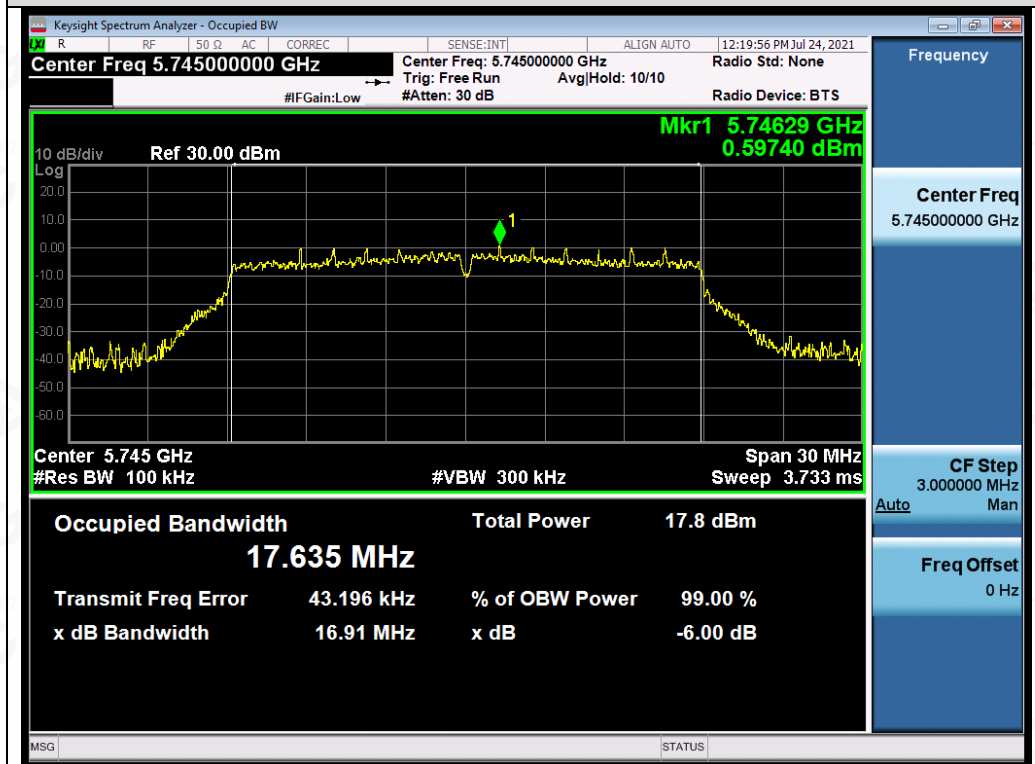 Keysight Spectrum Analyzer - Occupied BW
LXI R RF 50 Ω AC CORREC SENSE:INT ALIGN AUTO 12:19:56 PM Jul 24, 2021
Center Freq 5.745000000 GHz
Center Freq: 5.745000000 GHz Radio Std: None
Trig: Free Run Avg|Hold: 10/10
#IFGain:Low #Atten: 30 dB Radio Device: BTS
Mkr1 5.74629 GHz
0.59740 dBm
10 dB/div Ref 30.00 dBm
Log
20.0
10.0
0.00
-10.0
-20.0
-30.0
-40.0
-50.0
-60.0
1
Center 5.745 GHz Span 30 MHz
#Res BW 100 kHz #VBW 300 kHz Sweep 3.733 ms
Occupied Bandwidth Total Power 17.8 dBm
17.635 MHz
Transmit Freq Error 43.196 kHz % of OBW Power 99.00 %
x dB Bandwidth 16.91 MHz x dB -6.00 dB
Frequency
Center Freq
5.745000000 GHz
CF Step
3.000000 MHz
Auto Man
Freq Offset
0 Hz
MSG STATUS